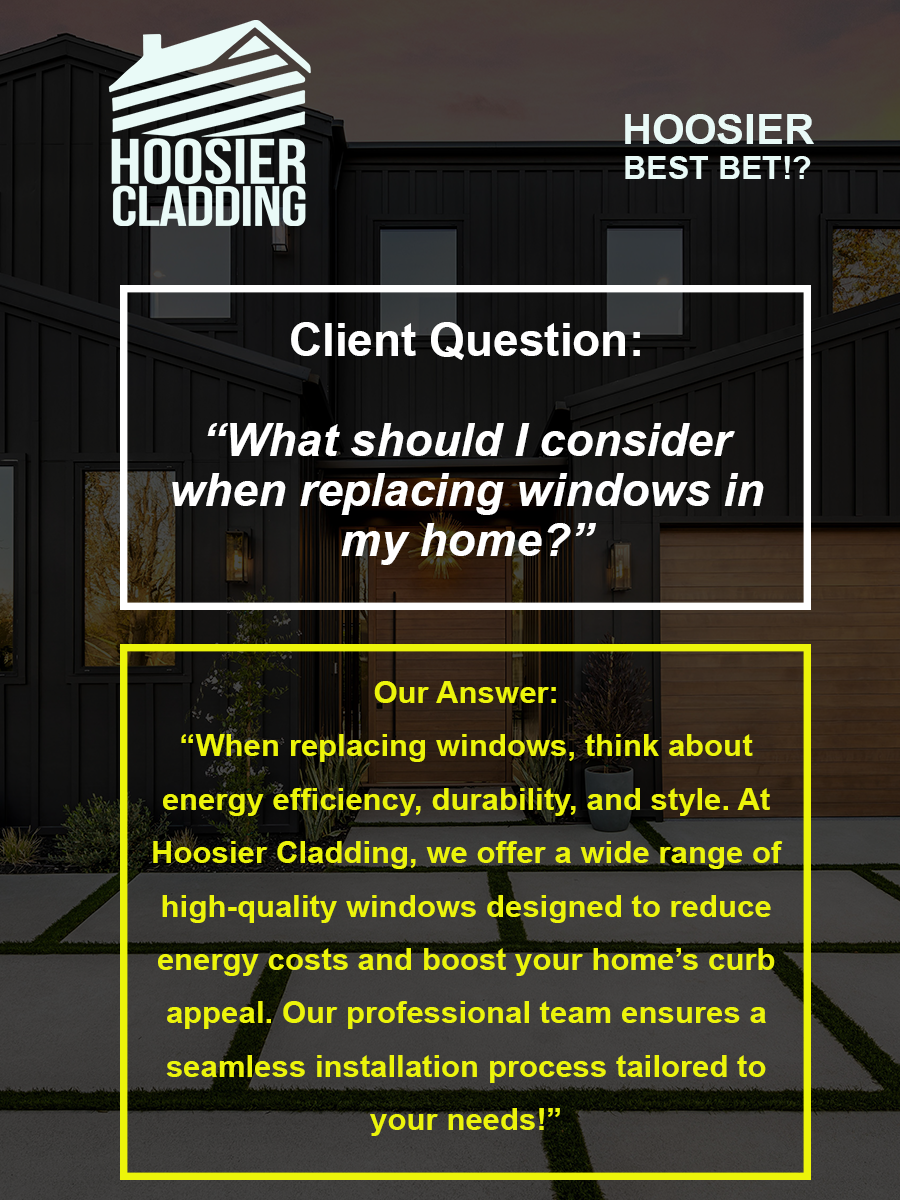 HOOSIER
CLADDING
HOOSIER
BEST BET!?
Client Question:
“What should I consider
when replacing windows in
my home?”
Our Answer:
“When replacing windows, think about
energy efficiency, durability, and style. At
Hoosier Cladding, we offer a wide range of
high-quality windows designed to reduce
energy costs and boost your home’s curb
appeal. Our professional team ensures a
seamless installation process tailored to
your needs!”